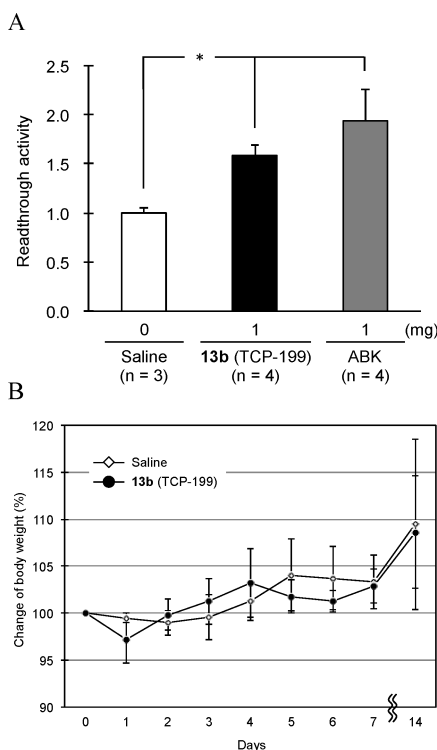 A
*
Readthrough activity
2.5
2.0
1.5
1.0
0.5
0.0
0 1 1 (mg)
Saline 13b (TCP-199) ABK
(n = 3) (n = 4) (n = 4)
B
Change of body weight (%)
120
115
110
105
100
95
90
Saline
13b (TCP-199)
0 1 2 3 4 5 6 7 14
Days